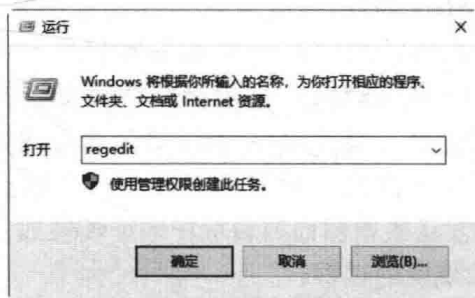 运行
Windows 将根据你所输入的名称，为你打开相应的程序、
文件夹、文档或 Internet 资源。
打开
regedit
使用管理权限创建此任务。
确定
取消
浏览(B)...